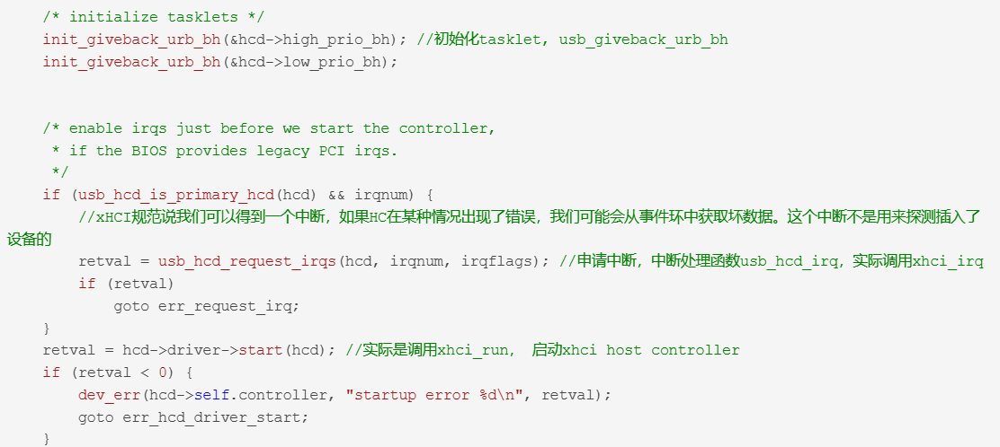 /* initialize tasklets */
init_giveback_urb_bh(&hcd->high_prio_bh); //初始化tasklet, usb_giveback_urb_bh
init_giveback_urb_bh(&hcd->low_prio_bh);
/* enable irqs just before we start the controller,
 * if the BIOS provides legacy PCI irqs.
 */
if (usb_hcd_is_primary_hcd(hcd) && irqnum) {
//xHCI规范说我们可以得到一个中断，如果HC在某种情况出现了错误，我们可能会从事件环中获取坏数据。这个中断不是用来探测插入了
设备的
retval = usb_hcd_request_irqs(hcd, irqnum, irqflags); //申请中断，中断处理函数usb_hcd_irq，实际调用xhci_irq
if (retval)
goto err_request_irq;
}
retval = hcd->driver->start(hcd); //实际是调用xhci_run, 启动xhci host controller
if (retval < 0) {
dev_err(hcd->self.controller, "startup error %d\n", retval);
goto err_hcd_driver_start;
}